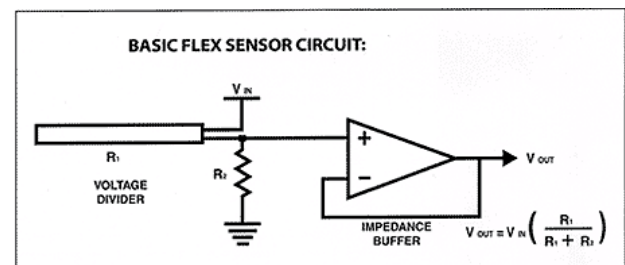 BASIC FLEX SENSOR CIRCUIT:
V IN
R1
R2
VOLTAGE
DIVIDER
+
−
V OUT
IMPEDANCE
BUFFER
V OUT = V IN ( R1 / R1 + R2 )